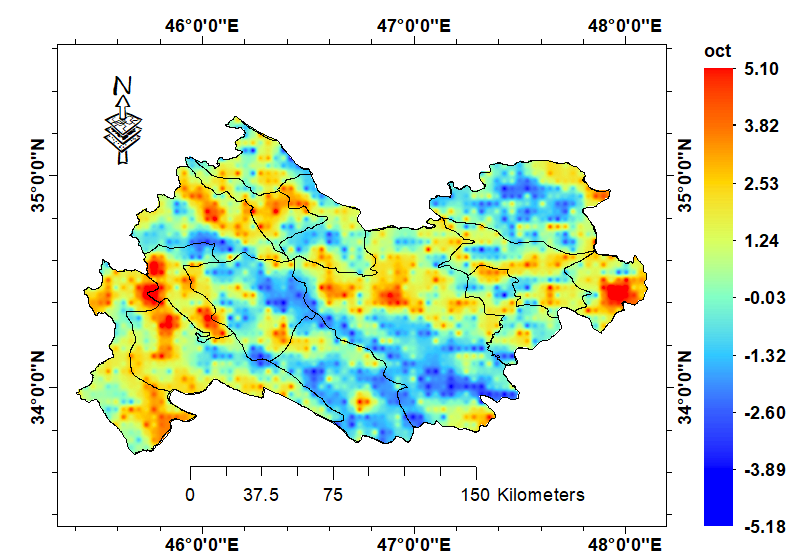 46°0'0"E 47°0'0"E 48°0'0"E
oct
N
35°0'0"N
34°0'0"N
35°0'0"N
34°0'0"N
5.10
3.82
2.53
1.24
-0.03
-1.32
-2.60
-3.89
-5.18
0 37.5 75 150 Kilometers
46°0'0"E 47°0'0"E 48°0'0"E